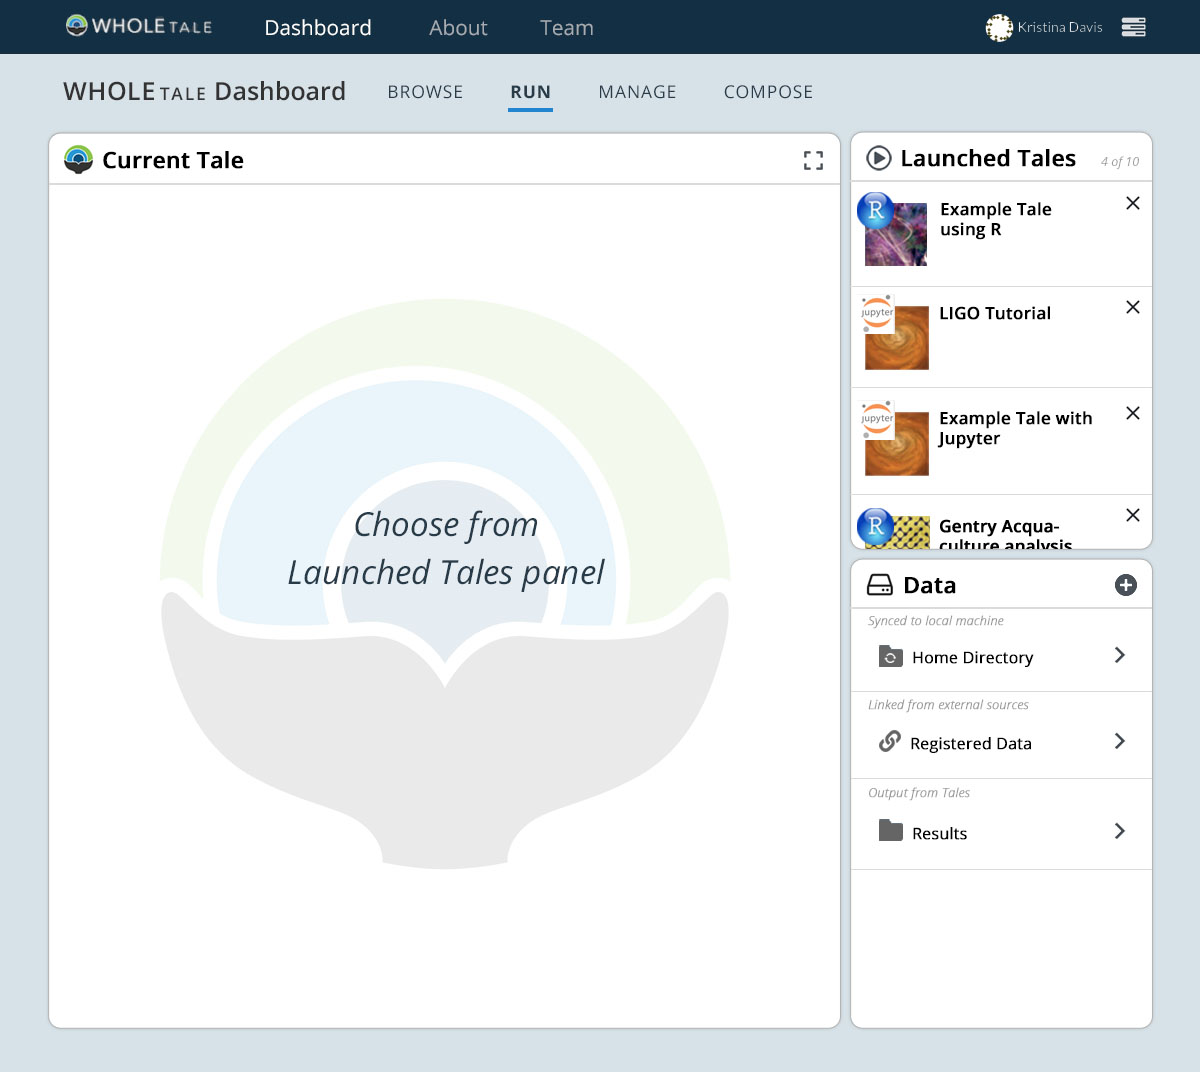 WHOLE TALE Dashboard About Team Kristina Davis
WHOLE TALE Dashboard BROWSE RUN MANAGE COMPOSE
Current Tale
Choose from
Launched Tales panel
Launched Tales 4 of 10
R
Example Tale
using R
jupyter
LIGO Tutorial
jupyter
Example Tale with
Jupyter
R
Gentry Acqua-
culture analysis
Data
Synced to local machine
Home Directory
Linked from external sources
Registered Data
Output from Tales
Results